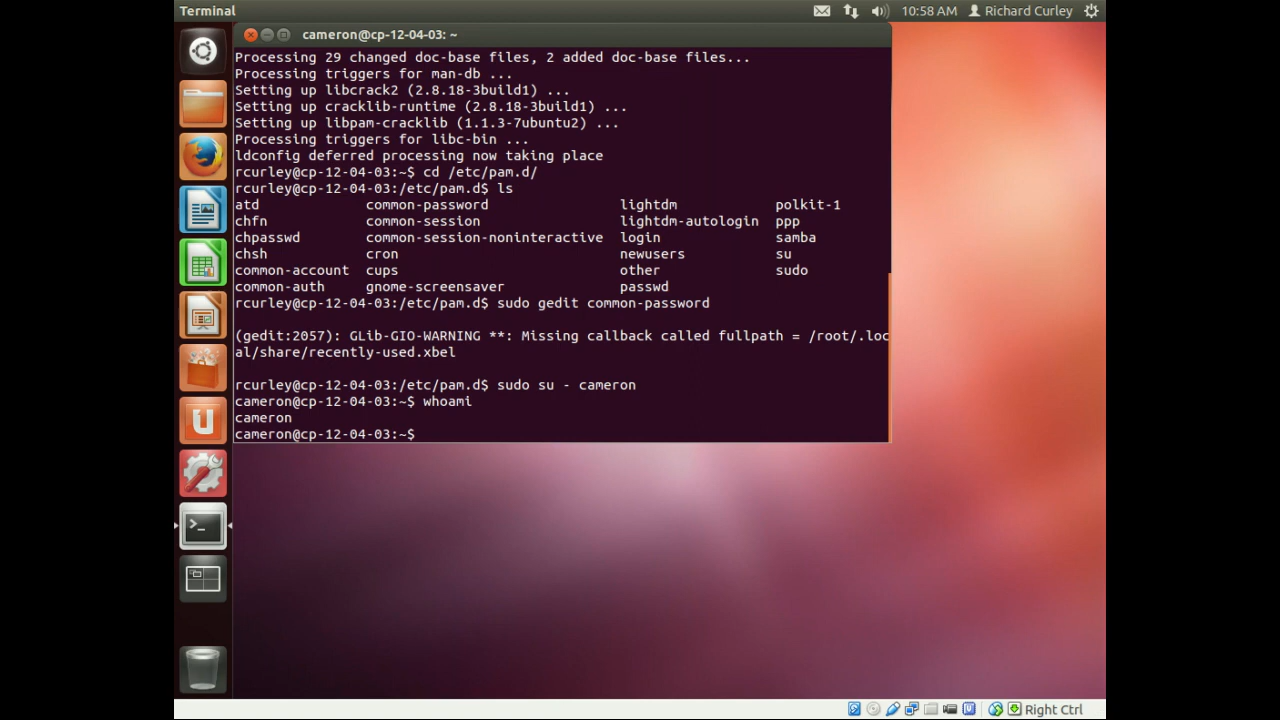 Terminal
10:58 AM
Richard Curley
cameron@cp-12-04-03: ~
Processing 29 changed doc-base files, 2 added doc-base files...
Processing triggers for man-db ...
Setting up libcrack2 (2.8.18-3build1) ...
Setting up cracklib-runtime (2.8.18-3build1) ...
Setting up libpam-cracklib (1.1.3-7ubuntu2) ...
Processing triggers for libc-bin ...
ldconfig deferred processing now taking place
rcurley@cp-12-04-03:~$ cd /etc/pam.d/
rcurley@cp-12-04-03:/etc/pam.d$ ls
atd common-password lightdm polkit-1
chfn common-session lightdm-autologin ppp
chpasswd common-session-noninteractive login samba
chsh cron newusers su
common-account cups other sudo
common-auth gnome-screensaver passwd
rcurley@cp-12-04-03:/etc/pam.d$ sudo gedit common-password
(gedit:2057): GLib-GIO-WARNING **: Missing callback called fullpath = /root/.loc
al/share/recently-used.xbel
rcurley@cp-12-04-03:/etc/pam.d$ sudo su - cameron
cameron@cp-12-04-03:~$ whoami
cameron
cameron@cp-12-04-03:~$
Right Ctrl